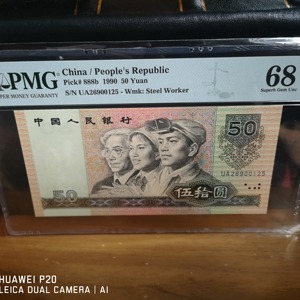 China / People's Republic
Pick# 888b 1990 50 Yuan
S/N UA26900125 - Wmk: Steel Worker
PMG
PAPER MONEY GUARANTY
68
Superb Gem Unc
中国人民银行
50
UA26900125
50
伍拾圆
HUAWEI P20
LEICA DUAL CAMERA | AI